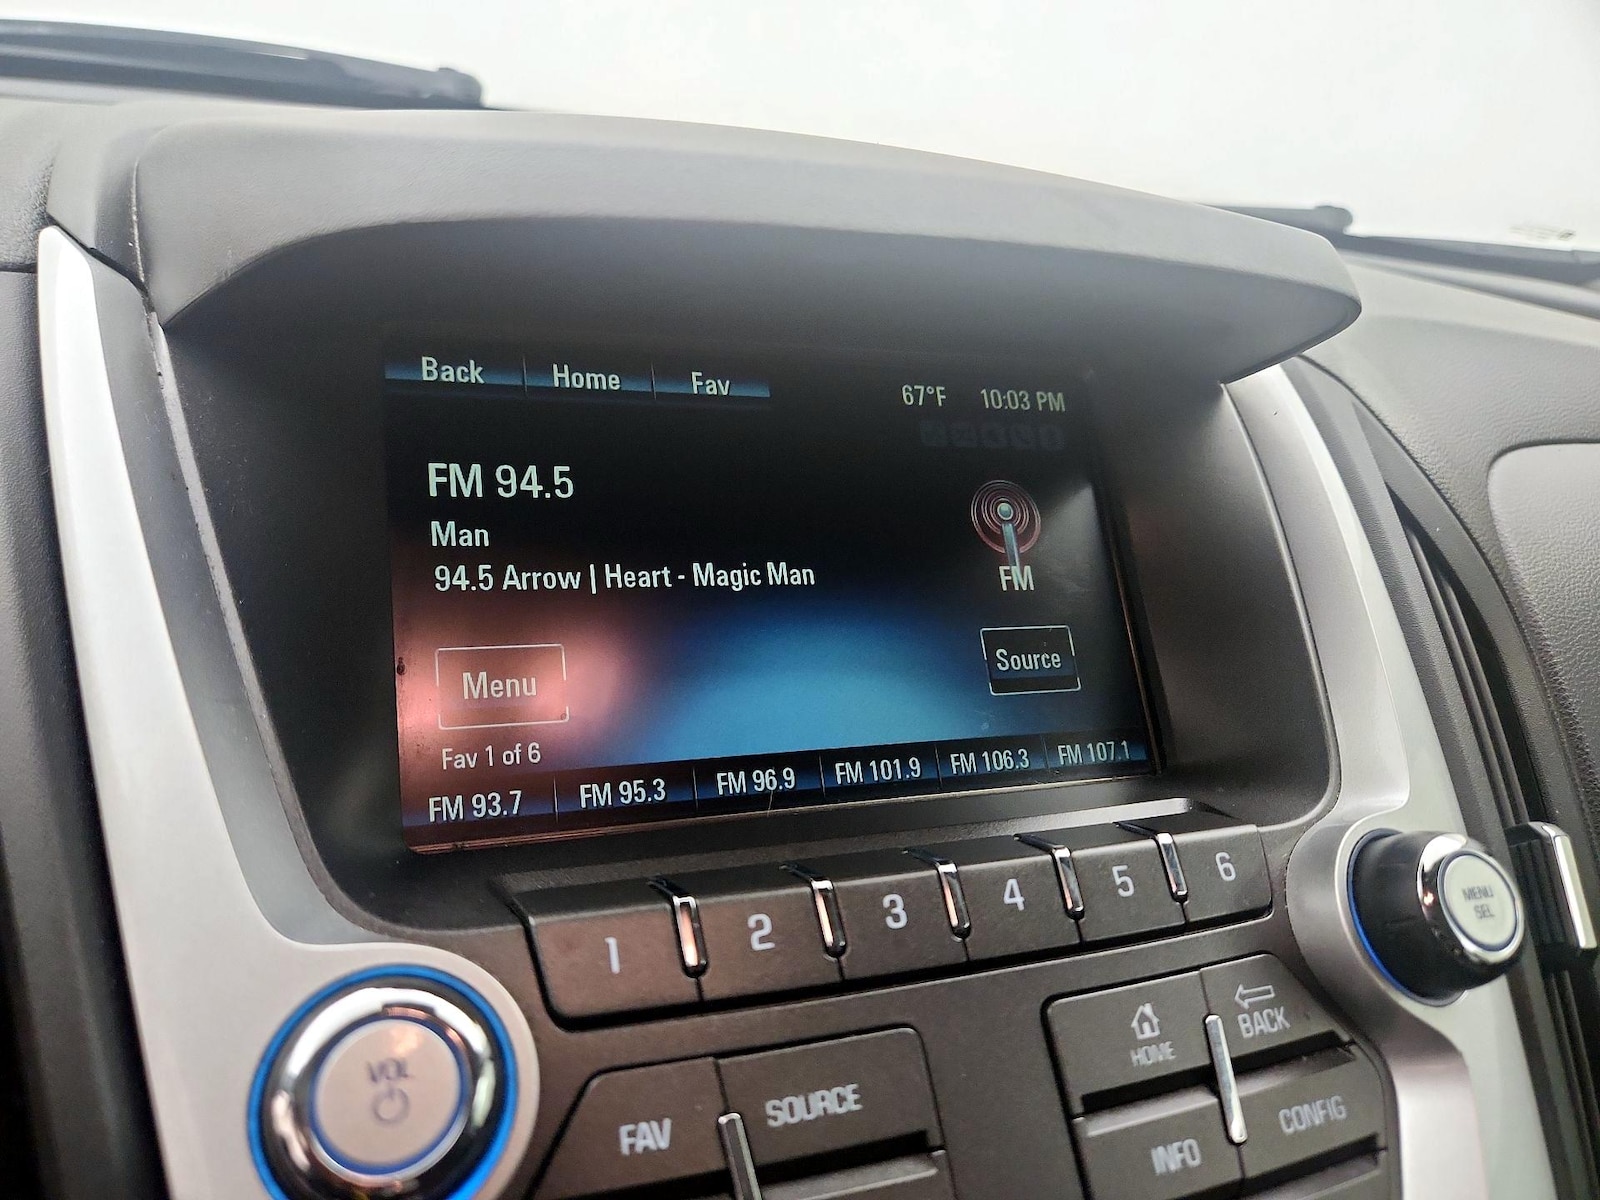 Back Home Fav 67°F 10:03 PM
FM 94.5
Man
94.5 Arrow | Heart - Magic Man
FM
Menu Source
Fav 1 of 6
FM 93.7 FM 95.3 FM 96.9 FM 101.9 FM 106.3 FM 107.1
1 2 3 4 5 6
MENU
SEL
VOL
FAV SOURCE
HOME BACK
INFO CONFIG